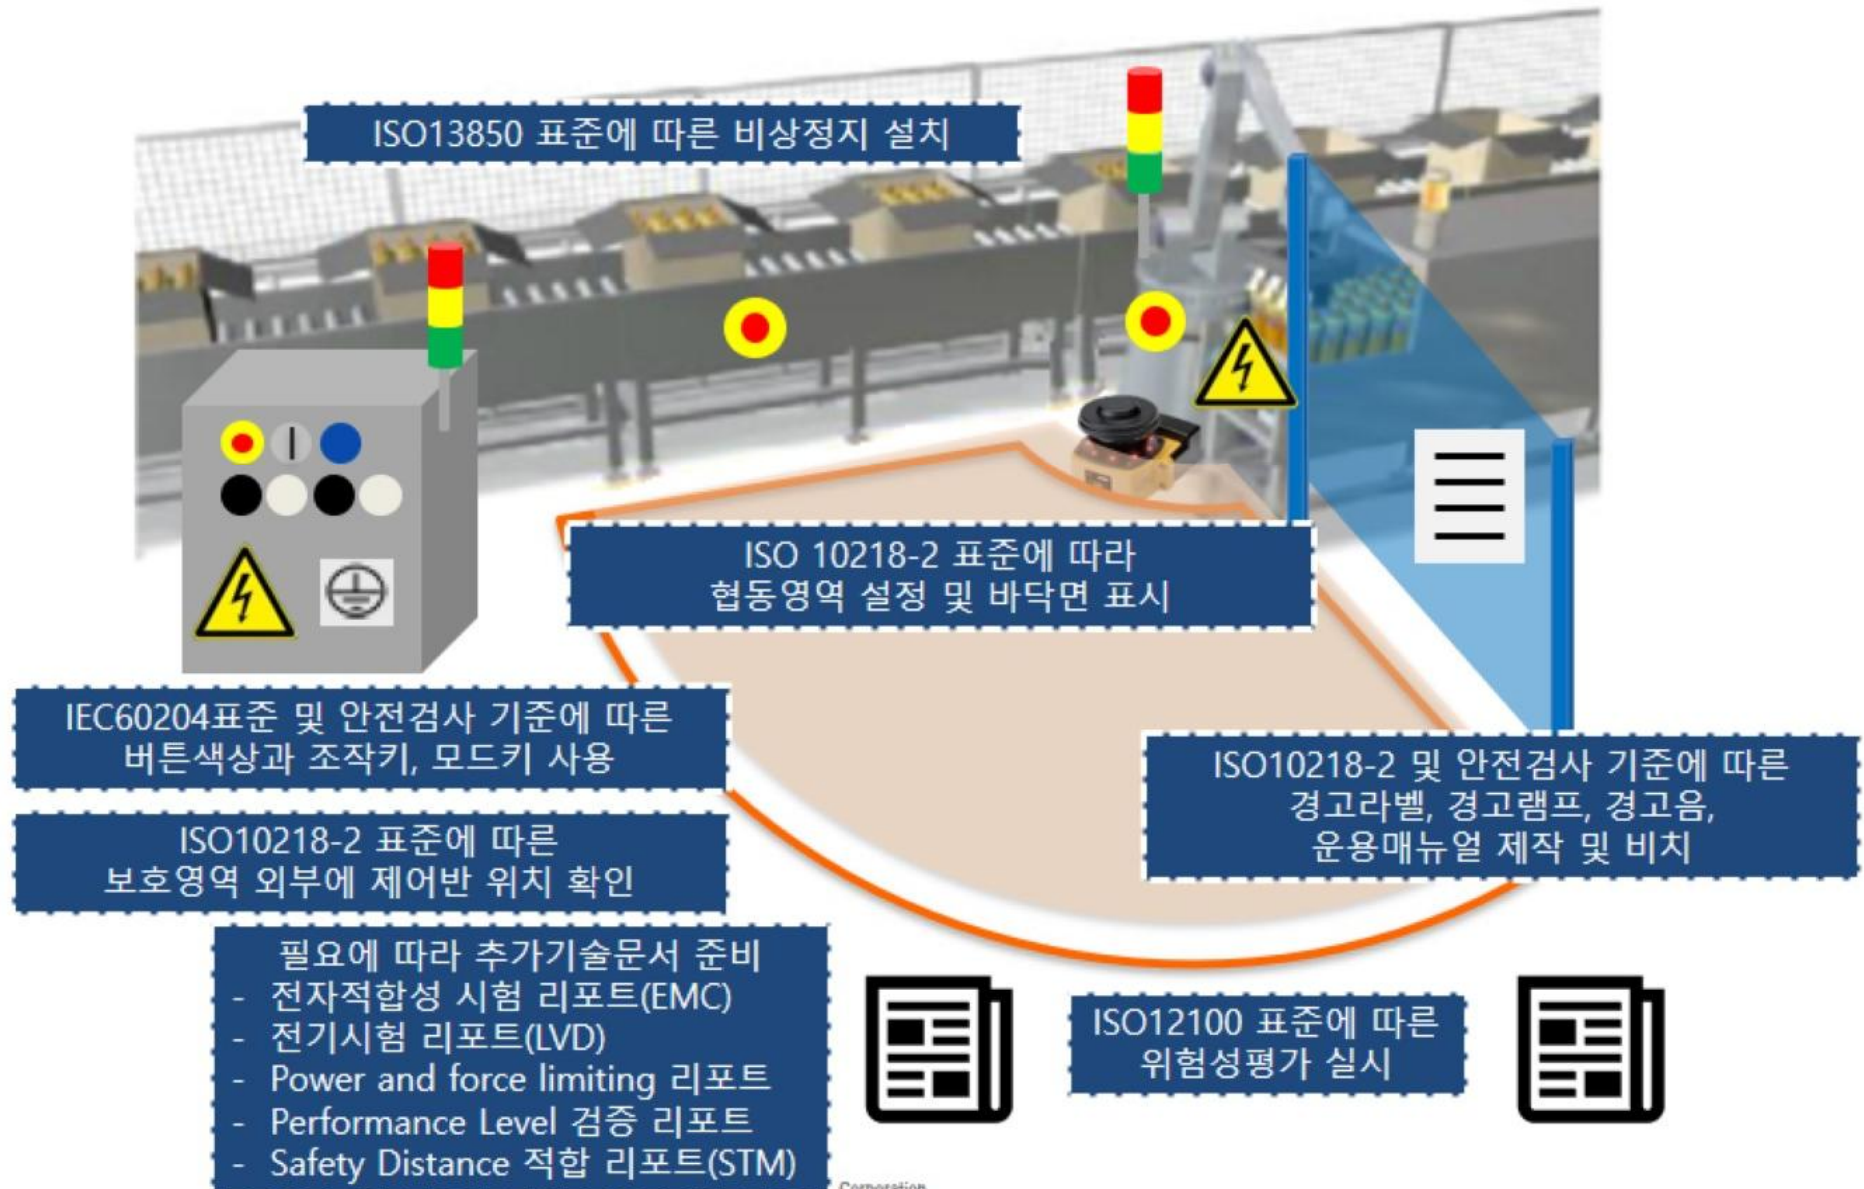 ISO13850 표준에 따른 비상정지 설치
ISO 10218-2 표준에 따라
협동영역 설정 및 바닥면 표시
IEC60204표준 및 안전검사 기준에 따른
버튼색상과 조작키, 모드키 사용
ISO10218-2 및 안전검사 기준에 따른
경고라벨, 경고램프, 경고음,
운용매뉴얼 제작 및 비치
ISO10218-2 표준에 따른
보호영역 외부에 제어반 위치 확인
필요에 따라 추가기술문서 준비
- 전자적합성 시험 리포트(EMC)
- 전기시험 리포트(LVD)
- Power and force limiting 리포트
- Performance Level 검증 리포트
- Safety Distance 적합 리포트(STM)
ISO12100 표준에 따른
위험성평가 실시
Corporation